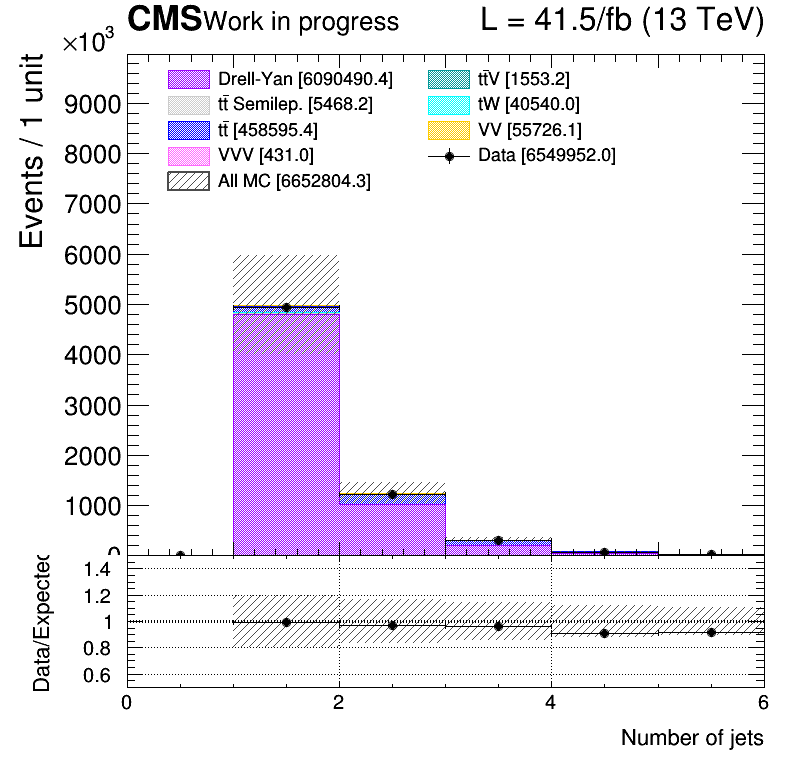 CMS Work in progress L = 41.5/fb (13 TeV)
×10³
Events / 1 unit
Drell-Yan [6090490.4]
tt̄ Semilep. [5468.2]
tt̄ [458595.4]
VVV [431.0]
All MC [6652804.3]
tt̄V [1553.2]
tW [40540.0]
VV [55726.1]
Data [6549952.0]
9000
8000
7000
6000
5000
4000
3000
2000
1000
0
Data/Expected
1.4
1.2
1
0.8
0.6
0 2 4 6
Number of jets